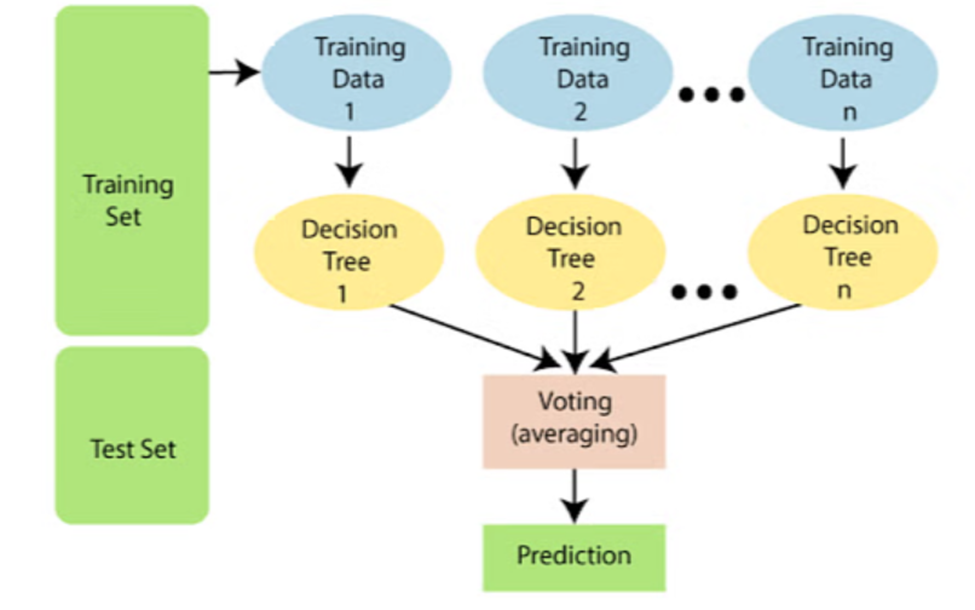 Training
Set
Test Set
Training
Data
1
Training
Data
2
Training
Data
n
Decision
Tree
1
Decision
Tree
2
Decision
Tree
n
Voting
(averaging)
Prediction